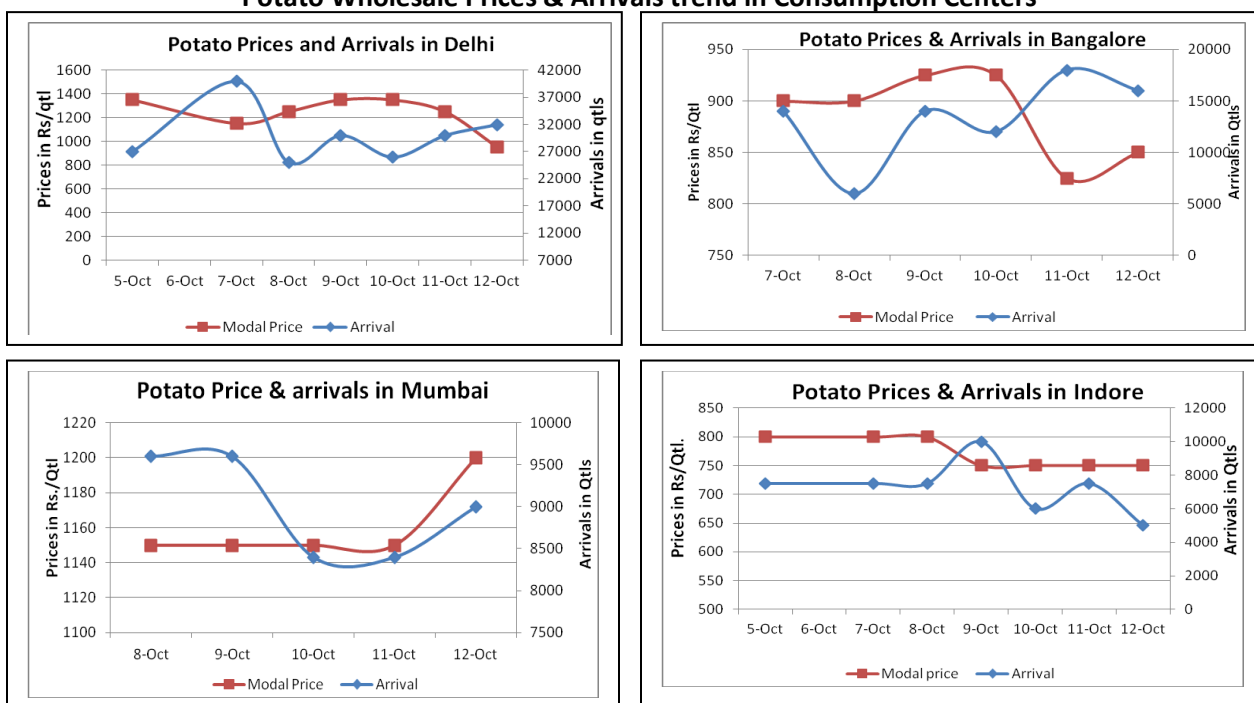 Potato Wholesale Prices & Arrivals trend in Consumption Centers
Potato Prices and Arrivals in Delhi
Prices in Rs/qtl
1600
1400
1200
1000
800
600
400
200
0
42000
37000
32000
27000
22000
17000
12000
7000
Arrivals in qtls
5-Oct 6-Oct 7-Oct 8-Oct 9-Oct 10-Oct 11-Oct 12-Oct
Modal Price Arrival
Potato Prices & Arrivals in Bangalore
Prices in Rs/Qtl
950
900
850
800
750
20000
15000
10000
5000
0
Arrivals in Qtls
7-Oct 8-Oct 9-Oct 10-Oct 11-Oct 12-Oct
Modal Price Arrival
Potato Price & arrivals in Mumbai
Prices in Rs./Qtl
1220
1200
1180
1160
1140
1120
1100
10000
9500
9000
8500
8000
7500
Arrivals in Qtls
8-Oct 9-Oct 10-Oct 11-Oct 12-Oct
Modal Price Arrival
Potato Prices & Arrivals in Indore
Prices in Rs/Qtl.
850
800
750
700
650
600
550
500
12000
10000
8000
6000
4000
2000
0
Arrivals in Qtls
5-Oct 6-Oct 7-Oct 8-Oct 9-Oct 10-Oct 11-Oct 12-Oct
Modal price Arrival